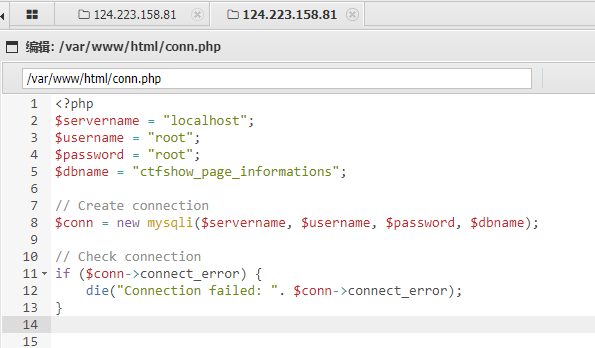 124.223.158.81 124.223.158.81
编辑: /var/www/html/conn.php
/var/www/html/conn.php
1 <?php
2 $servername = "localhost";
3 $username = "root";
4 $password = "root";
5 $dbname = "ctfshow_page_informations";
6
7 // Create connection
8 $conn = new mysqli($servername, $username, $password, $dbname);
9
10 // Check connection
11 if ($conn->connect_error) {
12     die("Connection failed: ". $conn->connect_error);
13 }
14
15